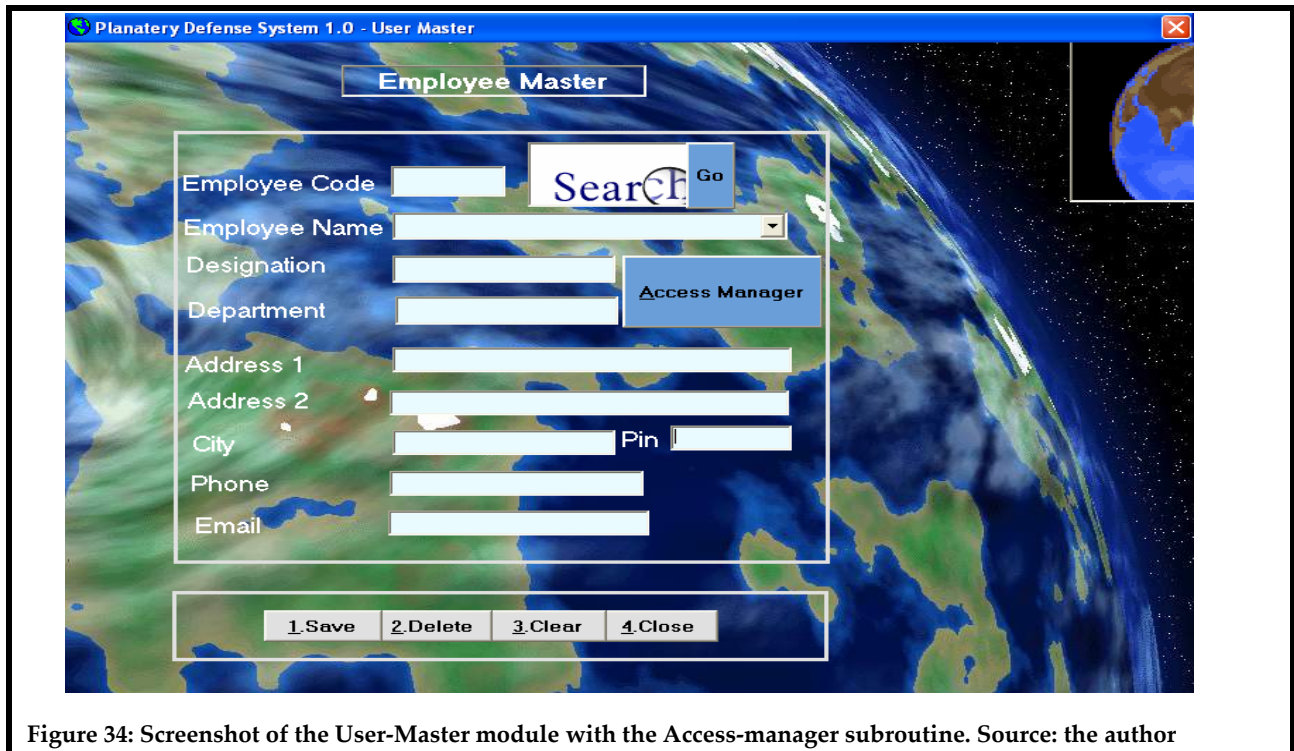 Planatery Defense System 1.0 - User Master
Employee Master
Employee Code
Search
Go
Employee Name
Designation
Access Manager
Department
Address 1
Address 2
City
Pin
Phone
Email
1.Save 2.Delete 3.Clear 4.Close
Figure 34: Screenshot of the User-Master module with the Access-manager subroutine. Source: the author